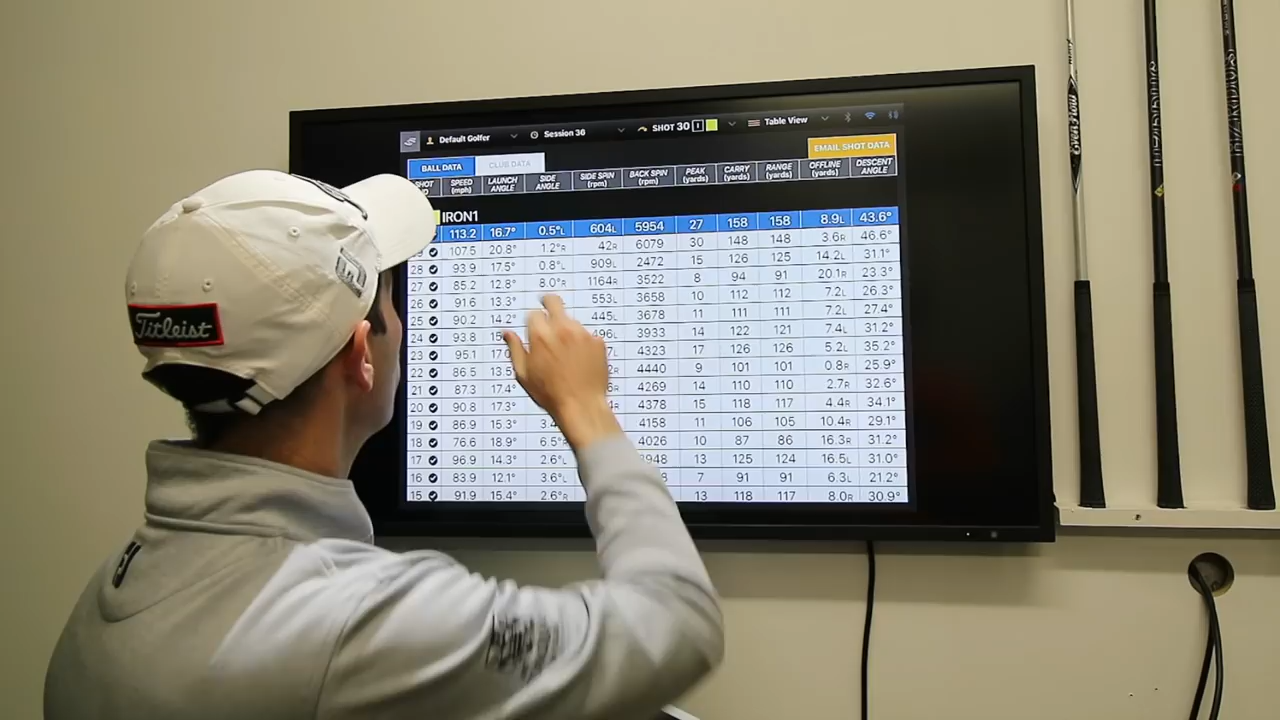 Default Golfer Session 36 SHOT 30 Table View
EMAIL SHOT DATA
BALL DATA CLUB DATA
SHOT SPEED (mph) LAUNCH ANGLE SIDE ANGLE SIDE SPIN (rpm) BACK SPIN (rpm) PEAK (yards) CARRY (yards) RANGE (yards) OFFLINE (yards) DESCENT ANGLE
IRON1
113.2 16.7° 0.5°L 604L 5954 27 158 158 8.9L 43.6°
107.5 20.8° 1.2°R 42R 6079 30 148 148 3.6R 46.6°
28 93.9 17.5° 0.8°L 909L 2472 15 126 125 14.2L 31.1°
27 85.2 12.8° 8.0°R 1164R 3522 8 94 91 20.1R 23.3°
26 91.6 13.3° 553L 3658 10 112 112 7.2L 26.3°
25 90.2 14.2° 445L 3678 11 111 111 7.2L 27.4°
24 93.8 496L 3933 14 122 121 7.4L 31.2°
23 95.1 4323 17 126 126 5.2L 35.2°
22 86.5 4440 9 101 101 0.8R 25.9°
21 87.3 17.4° 4269 14 110 110 2.7R 32.6°
20 90.8 17.3° 4378 15 118 117 4.4R 34.1°
19 86.9 15.3° 4158 11 106 105 10.4R 29.1°
18 76.6 18.9° 6.5°R 4026 10 87 86 16.3R 31.2°
17 96.9 14.3° 2.6°L 13 125 124 16.5L 31.0°
16 83.9 12.1° 3.6°L 7 91 91 6.3L 21.2°
15 91.9 15.4° 2.6°R 13 118 117 8.0R 30.9°
Titleist
FJ